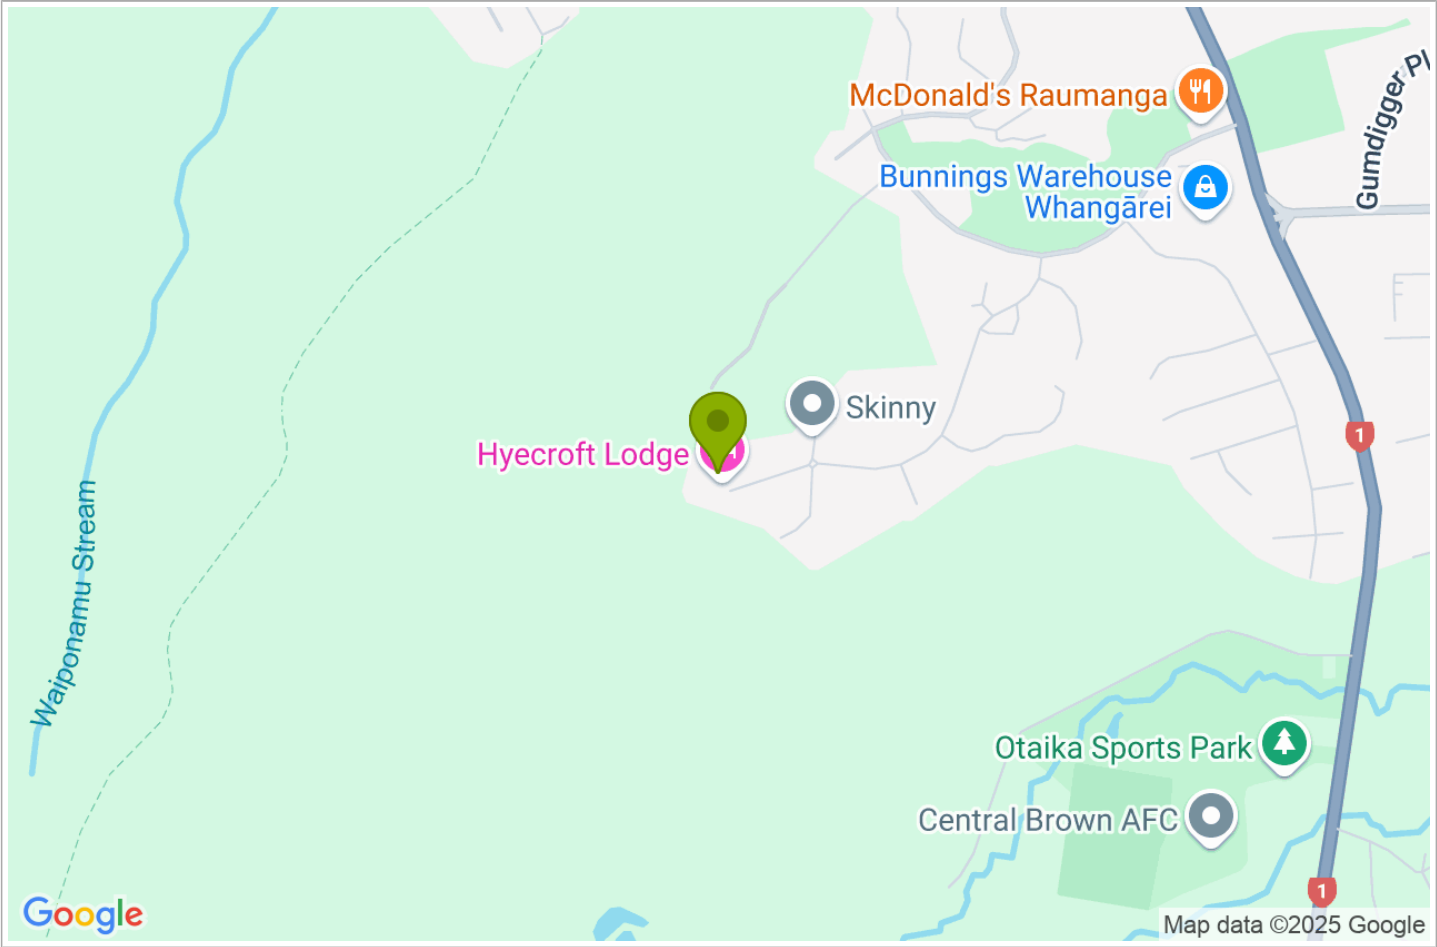 McDonald's Raumanga
Gumdigger Pl
Bunnings Warehouse
Whangārei
Skinny
1
Hyecroft Lodge
Waiponamu Stream
Otaika Sports Park
Central Brown AFC
1
Google
Map data ©2025 Google